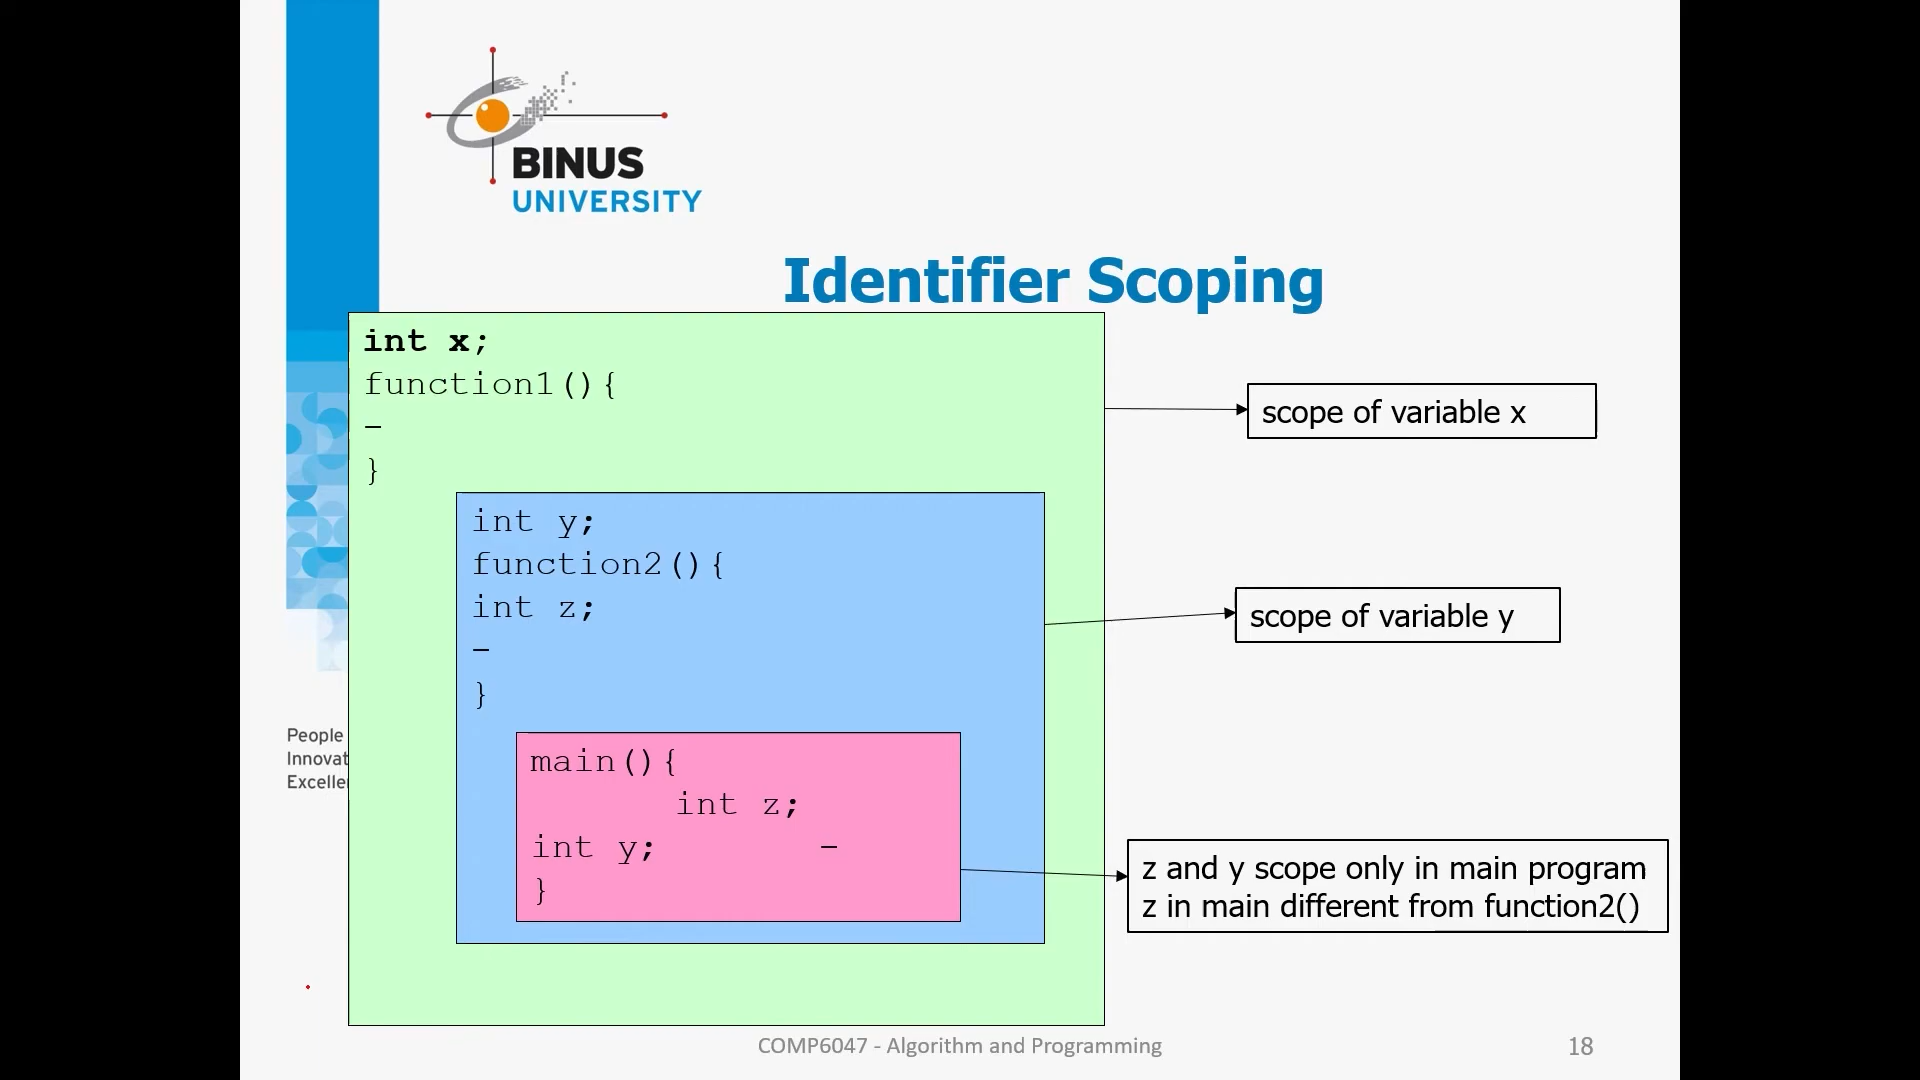 BINUS
UNIVERSITY
Identifier Scoping
int x;
function1(){
–
}
scope of variable x
int y;
function2(){
int z;
–
}
scope of variable y
main(){
int z;
int y; –
}
z and y scope only in main program
z in main different from function2()
People
Innovat
Excelle
COMP6047 - Algorithm and Programming
18